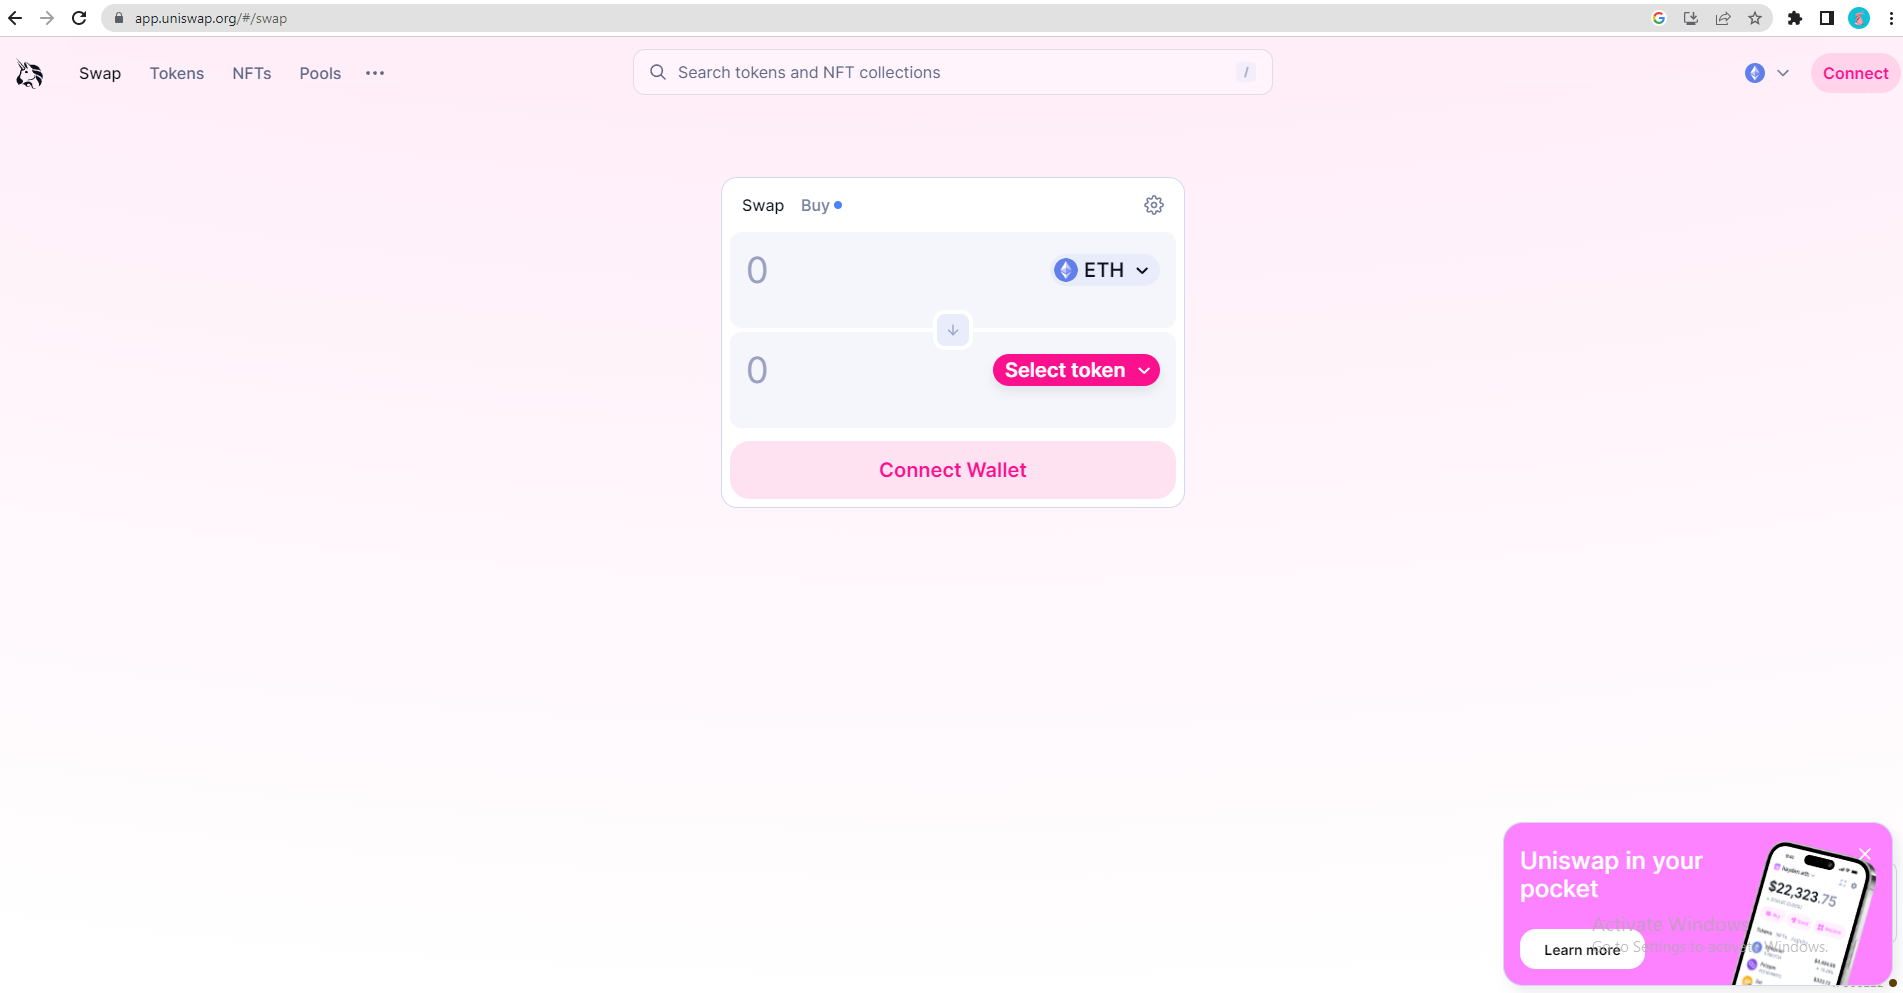 app.uniswap.org/#/swap
Swap Tokens NFTs Pools
Search tokens and NFT collections /
Connect
Swap Buy
0 ETH
0 Select token
Connect Wallet
Uniswap in your
pocket
$22,323.75
Activate Windows
Go to Settings to activate Windows.
Learn more